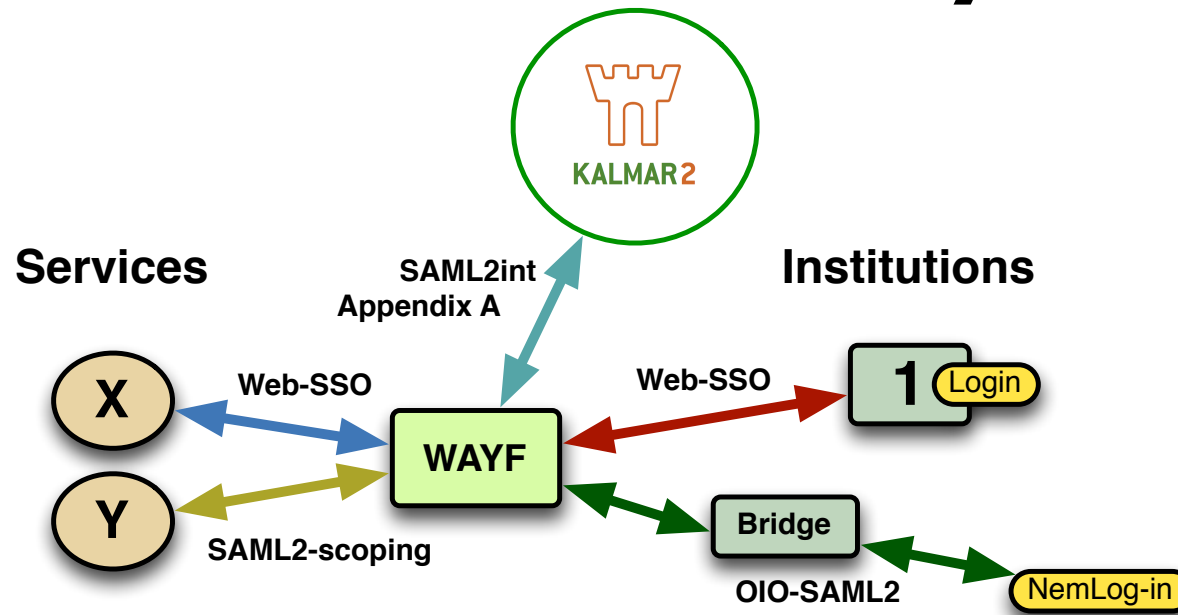 KALMAR2
Services
SAML2int
Appendix A
Institutions
X
Web-SSO
Web-SSO
1
Login
WAYF
Y
SAML2-scoping
Bridge
OIO-SAML2
NemLog-in